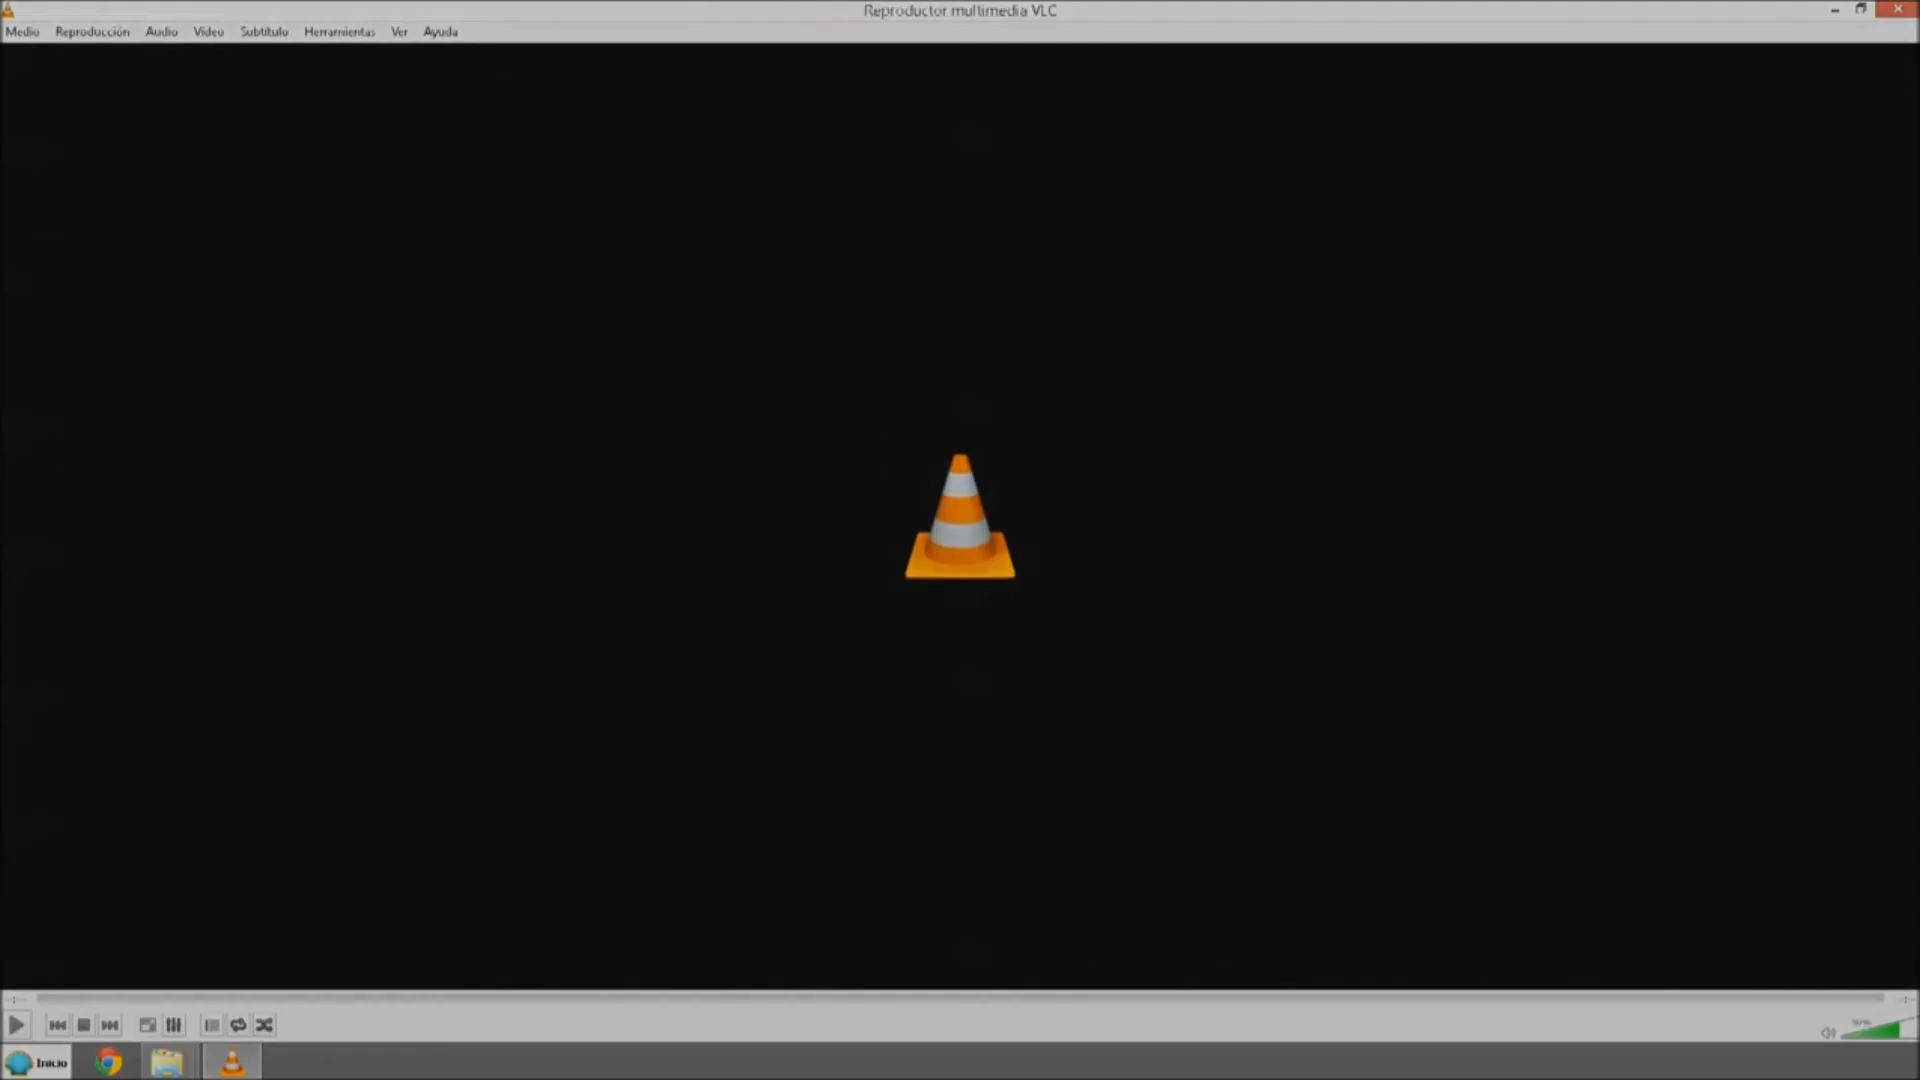 Reproductor multimedia VLC
Medio Reproducción Audio Vídeo Subtítulo Herramientas Ver Ayuda
Inicio